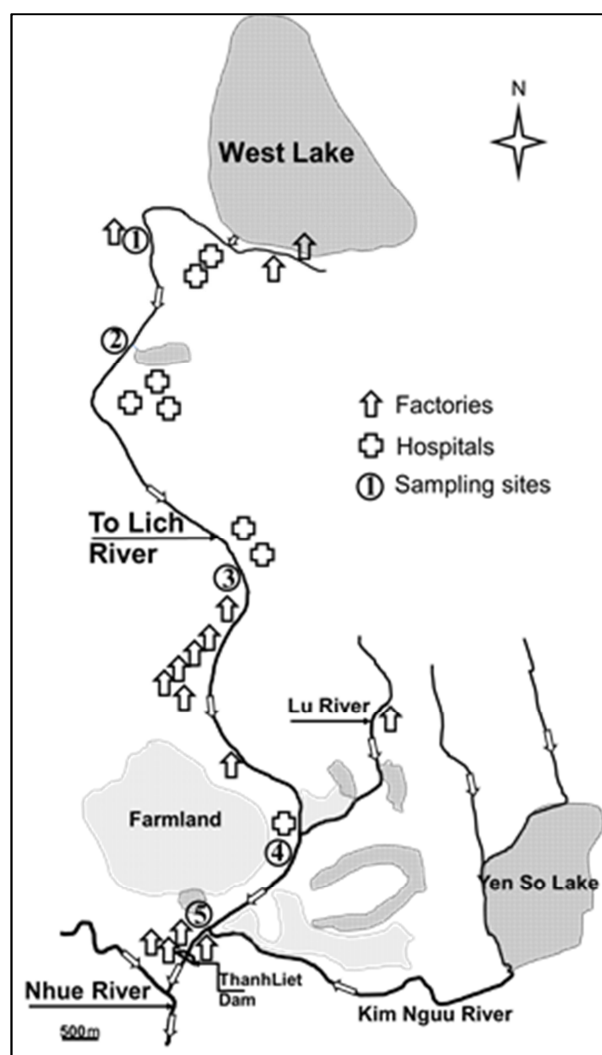 N
West Lake
1
2
Factories
Hospitals
1 Sampling sites
To Lich
River
3
Lu River
Farmland
4
Yen So Lake
5
ThanhLiet
Dam
Nhue River
Kim Nguu River
500m